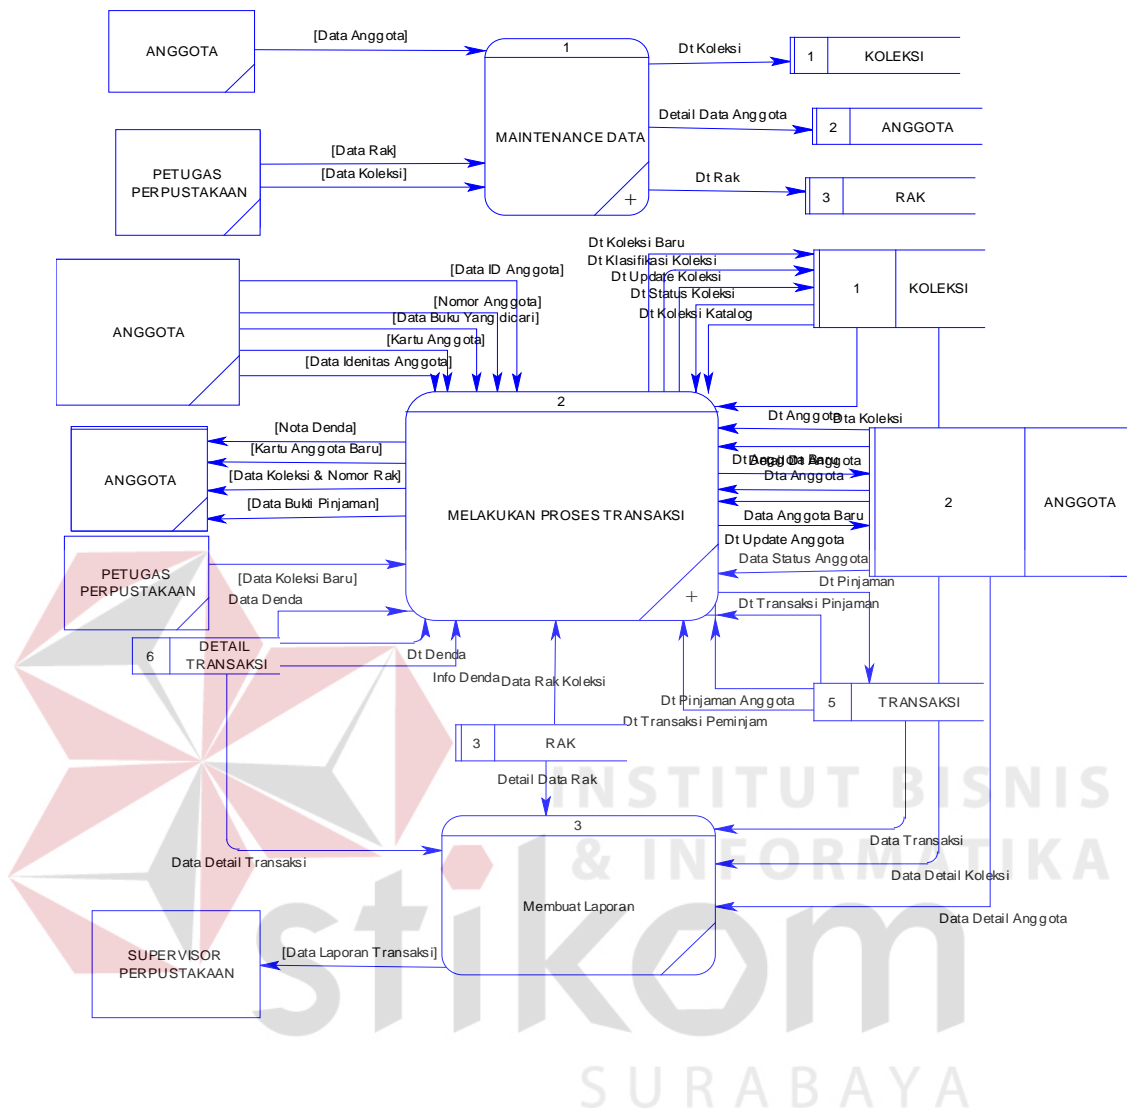 ANGGOTA
[Data Anggota]
1
MAINTENANCE DATA
+
Dt Koleksi
1 KOLEKSI
Detail Data Anggota
2 ANGGOTA
Dt Rak
3 RAK
PETUGAS
PERPUSTAKAAN
[Data Rak]
[Data Koleksi]
ANGGOTA
[Data ID Anggota]
[Nomor Anggota]
[Data Buku Yang dicari]
[Kartu Anggota]
[Data Idenitas Anggota]
Dt Koleksi Baru
Dt Klasifikasi Koleksi
Dt Update Koleksi
Dt Status Koleksi
Dt Koleksi Katalog
1 KOLEKSI
2
MELAKUKAN PROSES TRANSAKSI
+
ANGGOTA
[Nota Denda]
[Kartu Anggota Baru]
[Data Koleksi & Nomor Rak]
[Data Bukti Pinjaman]
Dt Anggota
Dta Koleksi
Dt Anggota Baru
Detail Dt Anggota
Dta Anggota
Data Anggota Baru
Dt Update Anggota
Data Status Anggota
2 ANGGOTA
PETUGAS
PERPUSTAKAAN
[Data Koleksi Baru]
Data Denda
6 DETAIL
TRANSAKSI
Dt Denda
Info Denda
Data Rak Koleksi
Dt Pinjaman
Dt Transaksi Pinjaman
Dt Pinjaman Anggota
Dt Transaksi Peminjam
5 TRANSAKSI
3 RAK
Detail Data Rak
3
Membuat Laporan
Data Detail Transaksi
Data Transaksi
Data Detail Koleksi
Data Detail Anggota
SUPERVISOR
PERPUSTAKAAN
[Data Laporan Transaksi]
INSTITUT BISNIS
& INFORMATIKA
stikom
SURABAYA